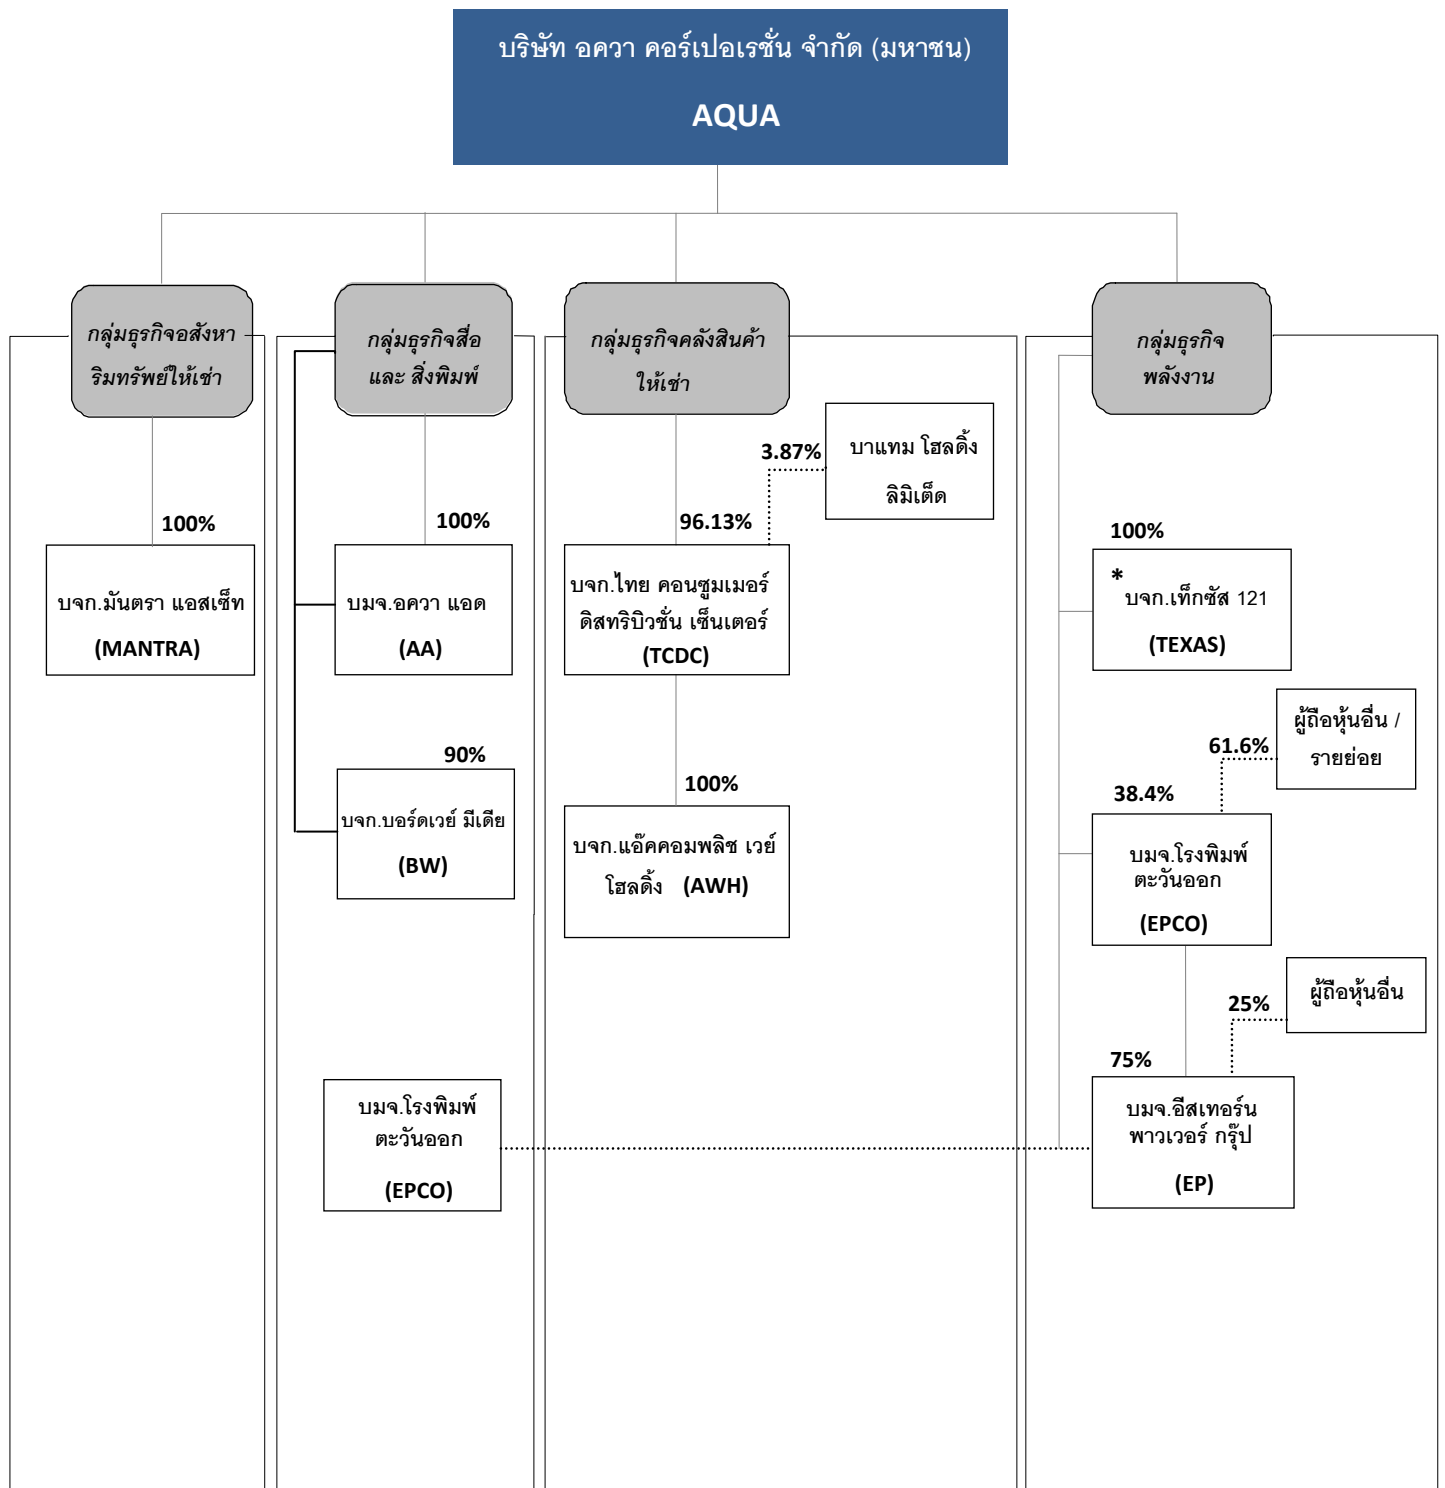 บริษัท อควา คอร์เปอเรชั่น จำกัด (มหาชน)
AQUA
กลุ่มธุรกิจอสังหา
ริมทรัพย์ให้เช่า
100%
บจก.มันตรา แอสเซ็ท
(MANTRA)
กลุ่มธุรกิจสื่อ
และ สิ่งพิมพ์
100%
บมจ.อควา แอด
(AA)
90%
บจก.บอร์ดเวย์ มีเดีย
(BW)
บมจ.โรงพิมพ์
ตะวันออก
(EPCO)
กลุ่มธุรกิจคลังสินค้า
ให้เช่า
3.87%
บาแทม โฮลดิ้ง
ลิมิเต็ด
96.13%
บจก.ไทย คอนซูมเมอร์
ดิสทริบิวชั่น เซ็นเตอร์
(TCDC)
100%
บจก.แอ๊คคอมพลิช เวย์
โฮลดิ้ง (AWH)
กลุ่มธุรกิจ
พลังงาน
100%
* บจก.เท็กซัส 121
(TEXAS)
ผู้ถือหุ้นอื่น /
รายย่อย
61.6%
38.4%
บมจ.โรงพิมพ์
ตะวันออก
(EPCO)
ผู้ถือหุ้นอื่น
25%
75%
บมจ.อีสเทอร์น
พาวเวอร์ กรุ๊ป
(EP)